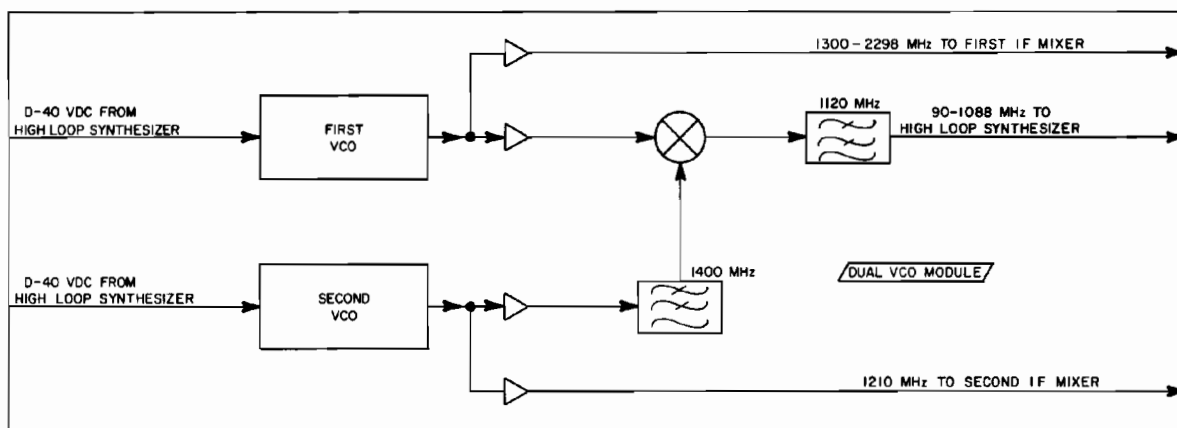 1300-2298 MHz TO FIRST IF MIXER
D-40 VDC FROM
HIGH LOOP SYNTHESIZER
FIRST
VCO
1120 MHz
90-1088 MHz TO
HIGH LOOP SYNTHESIZER
D-40 VDC FROM
HIGH LOOP SYNTHESIZER
SECOND
VCO
1400 MHz
DUAL VCO MODULE
1210 MHz TO SECOND IF MIXER